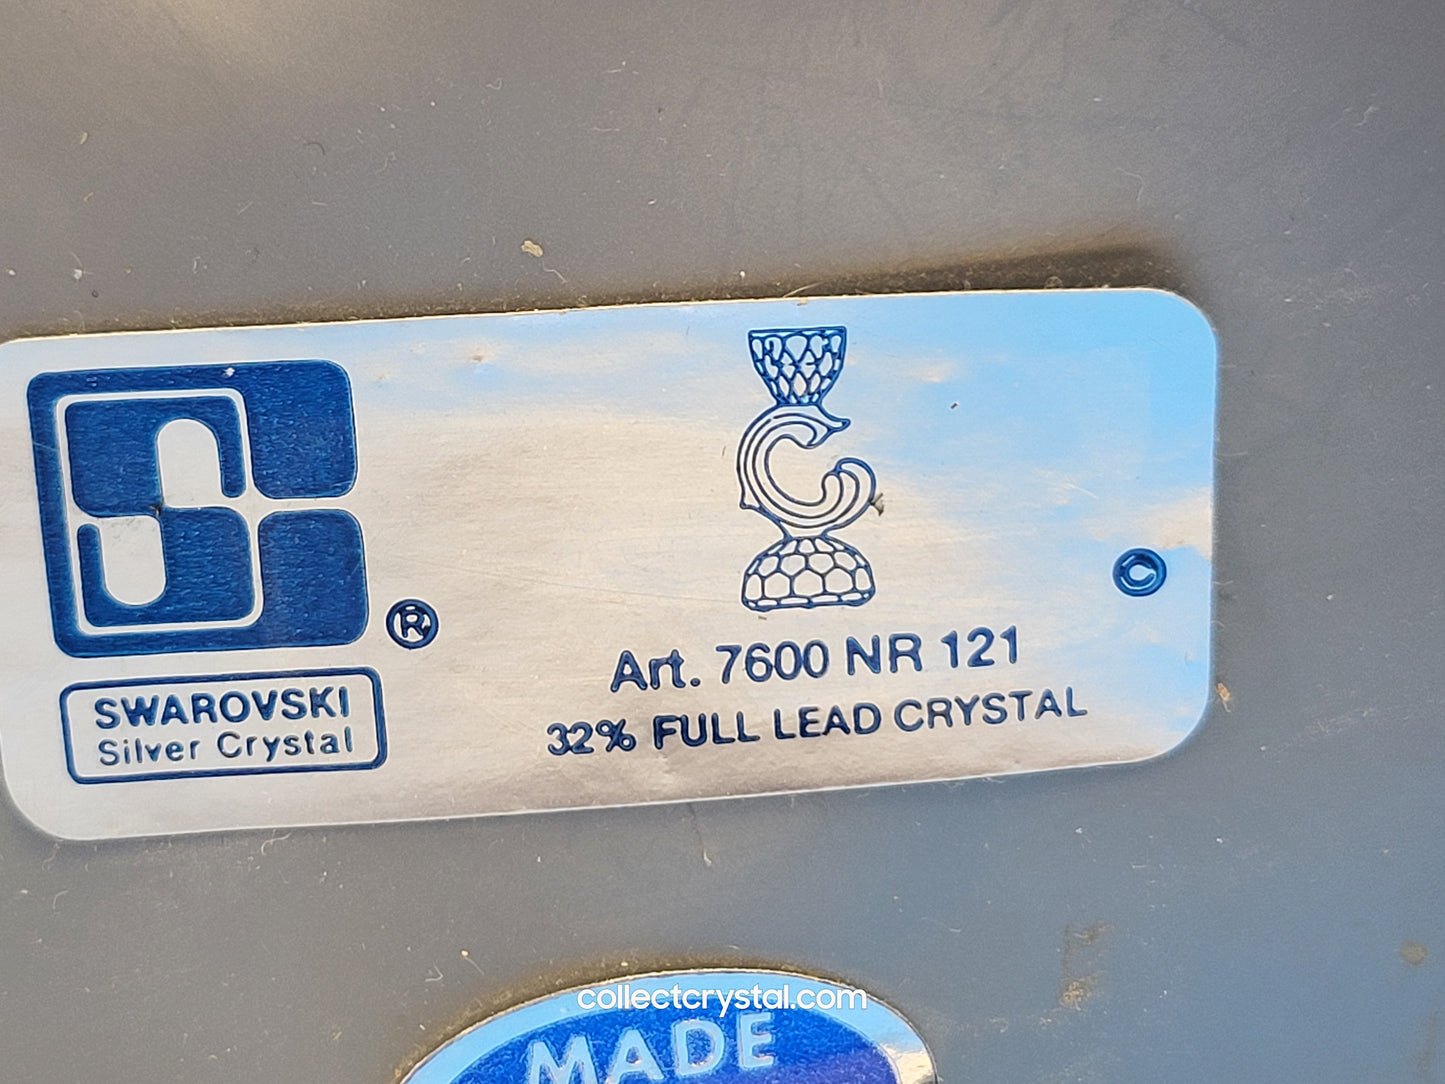 ®
SWAROVSKI
Silver Crystal
Art. 7600 NR 121
32% FULL LEAD CRYSTAL
©
collectcrystal.com
MADE